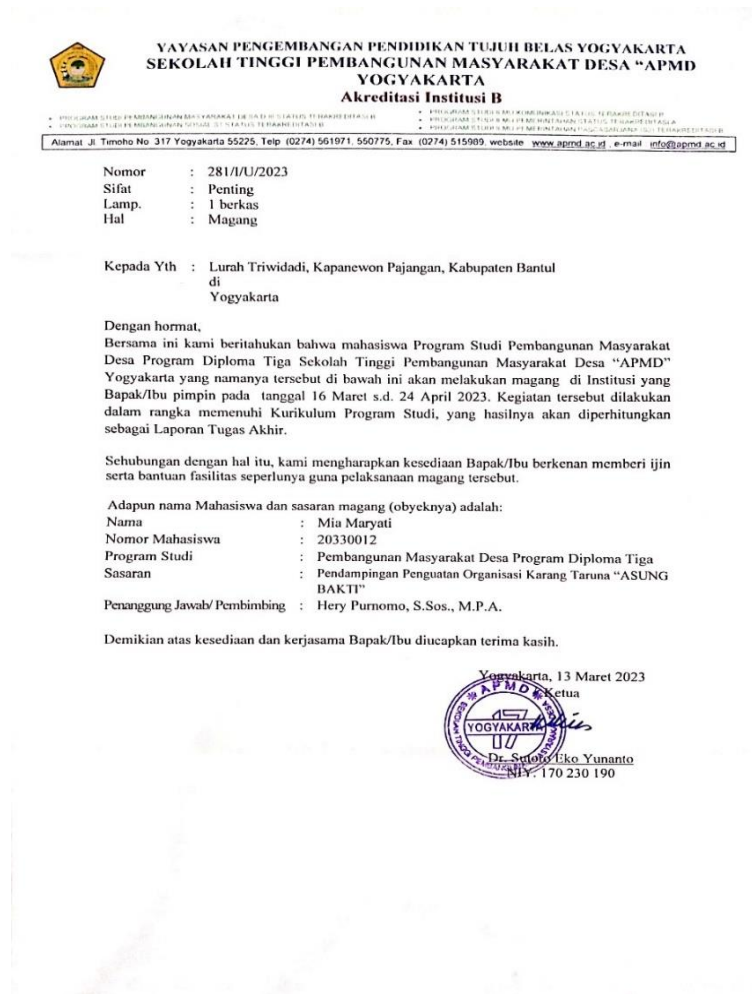 YAYASAN PENGEMBANGAN PENDIDIKAN TUJUH BELAS YOGYAKARTA
SEKOLAH TINGGI PEMBANGUNAN MASYARAKAT DESA “APMD
YOGYAKARTA
Akreditasi Institusi B
Alamat Jl. Timoho No 317 Yogyakarta 55225, Telp (0274) 561971, 550775, Fax (0274) 515989, website www.apmd.ac.id, e-mail info@apmd.ac.id
Nomor : 281/I/U/2023
Sifat : Penting
Lamp. : 1 berkas
Hal : Magang
Kepada Yth : Lurah Triwidadi, Kapanewon Pajangan, Kabupaten Bantul
di
Yogyakarta
Dengan hormat,
Bersama ini kami beritahukan bahwa mahasiswa Program Studi Pembangunan Masyarakat
Desa Program Diploma Tiga Sekolah Tinggi Pembangunan Masyarakat Desa “APMD”
Yogyakarta yang namanya tersebut di bawah ini akan melakukan magang di Institusi yang
Bapak/Ibu pimpin pada tanggal 16 Maret s.d. 24 April 2023. Kegiatan tersebut dilakukan
dalam rangka memenuhi Kurikulum Program Studi, yang hasilnya akan diperhitungkan
sebagai Laporan Tugas Akhir.
Sehubungan dengan hal itu, kami mengharapkan kesediaan Bapak/Ibu berkenan memberi ijin
serta bantuan fasilitas seperlunya guna pelaksanaan magang tersebut.
Adapun nama Mahasiswa dan sasaran magang (obyeknya) adalah:
Nama : Mia Maryati
Nomor Mahasiswa : 20330012
Program Studi : Pembangunan Masyarakat Desa Program Diploma Tiga
Sasaran : Pendampingan Penguatan Organisasi Karang Taruna “ASUNG
BAKTI”
Penanggung Jawab/ Pembimbing : Hery Purnomo, S.Sos., M.P.A.
Demikian atas kesediaan dan kerjasama Bapak/Ibu diucapkan terima kasih.
Yogyakarta, 13 Maret 2023
Ketua
APMD
17
YOGYAKARTA
Dr. Sutoro Eko Yunanto
NIY. 170 230 190